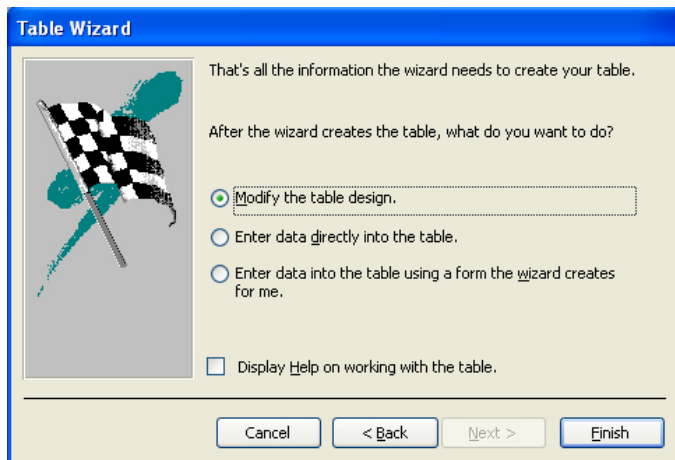 Table Wizard
That's all the information the wizard needs to create your table.
After the wizard creates the table, what do you want to do?
Modify the table design.
Enter data directly into the table.
Enter data into the table using a form the wizard creates
for me.
Display Help on working with the table.
Cancel < Back Next > Finish